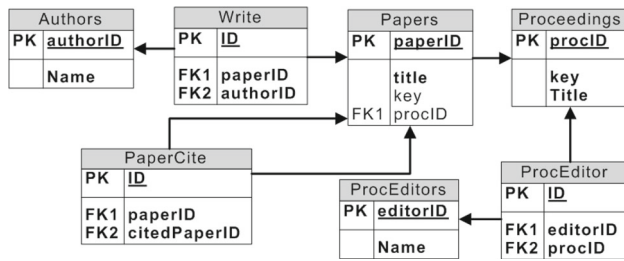 Authors
PK authorID
Name
Write
PK ID
FK1 paperID
FK2 authorID
Papers
PK paperID
title
key
FK1 procID
Proceedings
PK procID
key
Title
PaperCite
PK ID
FK1 paperID
FK2 citedPaperID
ProcEditors
PK editorID
Name
ProcEditor
PK ID
FK1 editorID
FK2 procID